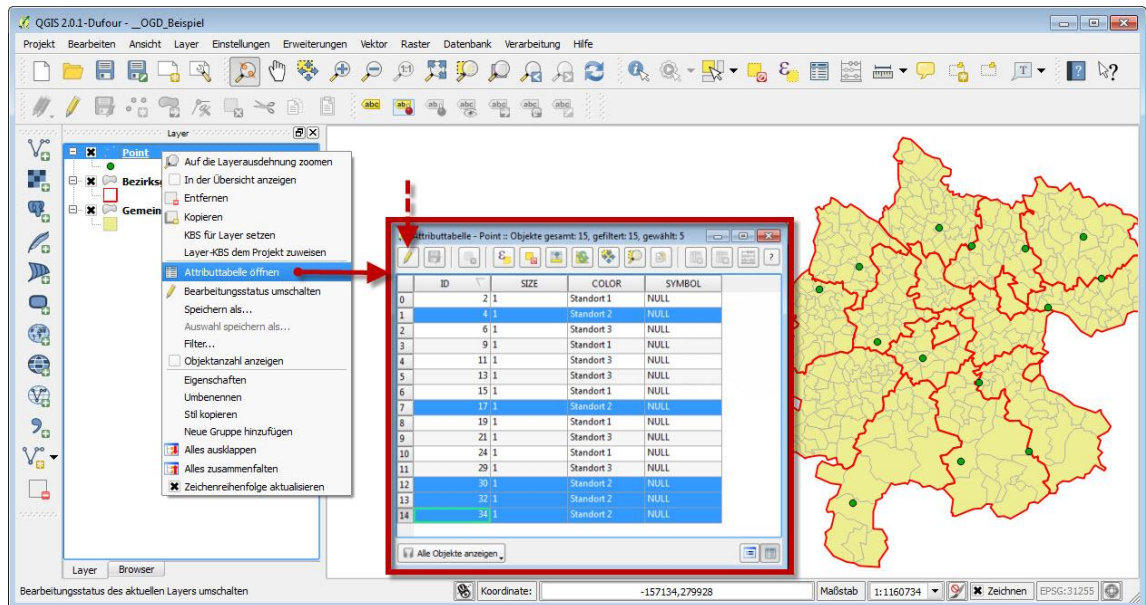 QGIS 2.0.1-Dufour - __OGD_Beispiel
Projekt Bearbeiten Ansicht Layer Einstellungen Erweiterungen Vektor Raster Datenbank Verarbeitung Hilfe
Layer
Point
Auf die Layerausdehnung zoomen
In der Übersicht anzeigen
Bezirksg
Entfernen
Gemein
Kopieren
KBS für Layer setzen
Layer-KBS dem Projekt zuweisen
Attributtabelle öffnen
Bearbeitungsstatus umschalten
Speichern als...
Auswahl speichern als...
Filter...
Objektanzahl anzeigen
Eigenschaften
Umbenennen
Stil kopieren
Neue Gruppe hinzufügen
Alles ausklappen
Alles zusammenfalten
Zeichenreihenfolge aktualisieren
Attributtabelle - Point :: Objekte gesamt: 15, gefiltert: 15, gewählt: 5
ID SIZE COLOR SYMBOL
0 2 1 Standort 1 NULL
1 4 1 Standort 2 NULL
2 6 1 Standort 3 NULL
3 9 1 Standort 1 NULL
4 11 1 Standort 3 NULL
5 13 1 Standort 3 NULL
6 15 1 Standort 1 NULL
7 17 1 Standort 2 NULL
8 19 1 Standort 1 NULL
9 21 1 Standort 3 NULL
10 24 1 Standort 1 NULL
11 29 1 Standort 3 NULL
12 30 1 Standort 2 NULL
13 32 1 Standort 2 NULL
14 34 1 Standort 2 NULL
Alle Objekte anzeigen
Layer Browser
Bearbeitungsstatus des aktuellen Layers umschalten
Koordinate: -157134,279928
Maßstab 1:1160734
Zeichnen
EPSG:31255